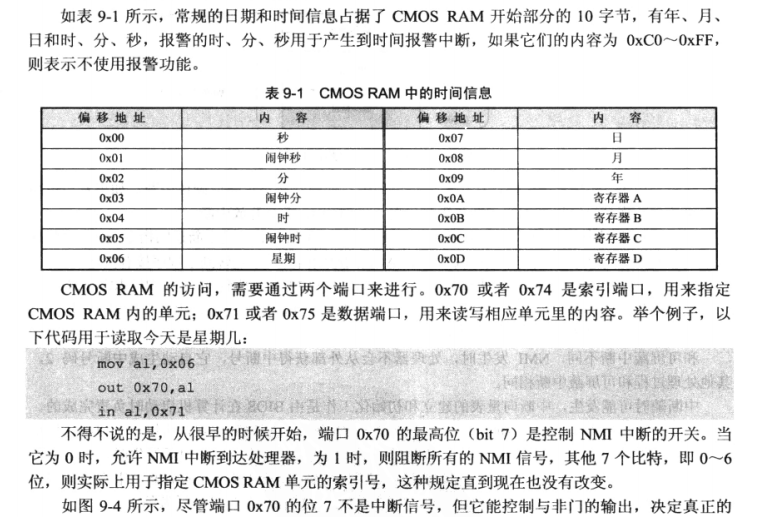 如表 9-1 所示，常规的日期和时间信息占据了 CMOS RAM 开始部分的 10 字节，有年、月、
日和时、分、秒，报警的时、分、秒用于产生到时间报警中断，如果它们的内容为 0xC0～0xFF，
则表示不使用报警功能。
表 9-1 CMOS RAM 中的时间信息
偏移地址 内容 偏移地址 内容
0x00 秒 0x07 日
0x01 闹钟秒 0x08 月
0x02 分 0x09 年
0x03 闹钟分 0x0A 寄存器 A
0x04 时 0x0B 寄存器 B
0x05 闹钟时 0x0C 寄存器 C
0x06 星期 0x0D 寄存器 D
CMOS RAM 的访问，需要通过两个端口来进行。0x70 或者 0x74 是索引端口，用来指定
CMOS RAM 内的单元；0x71 或者 0x75 是数据端口，用来读写相应单元里的内容。举个例子，以
下代码用于读取今天是星期几：
mov al,0x06
out 0x70,al
in al,0x71
不得不说的是，从很早的时候开始，端口 0x70 的最高位（bit 7）是控制 NMI 中断的开关。当
它为 0 时，允许 NMI 中断到达处理器，为 1 时，则阻断所有的 NMI 信号，其他 7 个比特，即 0～6
位，则实际上用于指定 CMOS RAM 单元的索引号，这种规定直到现在也没有改变。
如图 9-4 所示，尽管端口 0x70 的位 7 不是中断信号，但它能控制与非门的输出，决定真正的